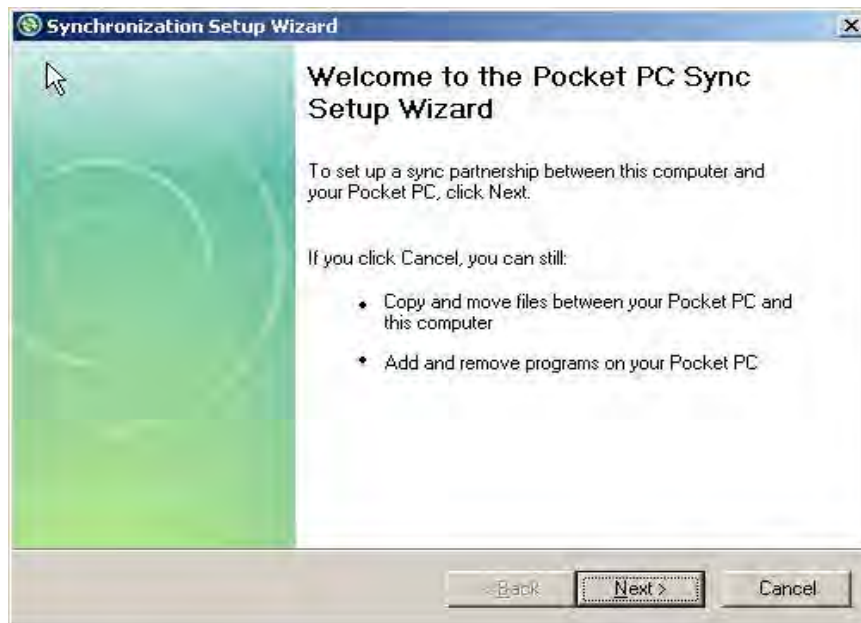 Synchronization Setup Wizard
Welcome to the Pocket PC Sync
Setup Wizard
To set up a sync partnership between this computer and
your Pocket PC, click Next.
If you click Cancel, you can still:
• Copy and move files between your Pocket PC and
this computer
• Add and remove programs on your Pocket PC
< Back Next > Cancel